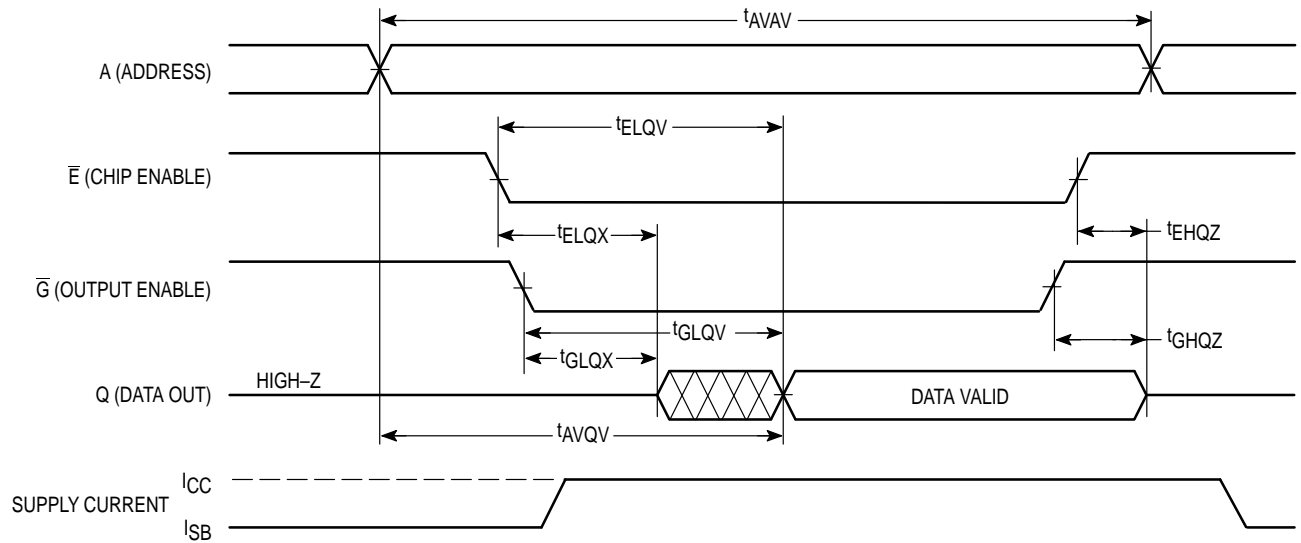 tAVAV
A (ADDRESS)
tELQV
E̅ (CHIP ENABLE)
tELQX
tEHQZ
G̅ (OUTPUT ENABLE)
tGLQV
tGHQZ
tGLQX
HIGH–Z
Q (DATA OUT)
DATA VALID
tAVQV
ICC
SUPPLY CURRENT
ISB